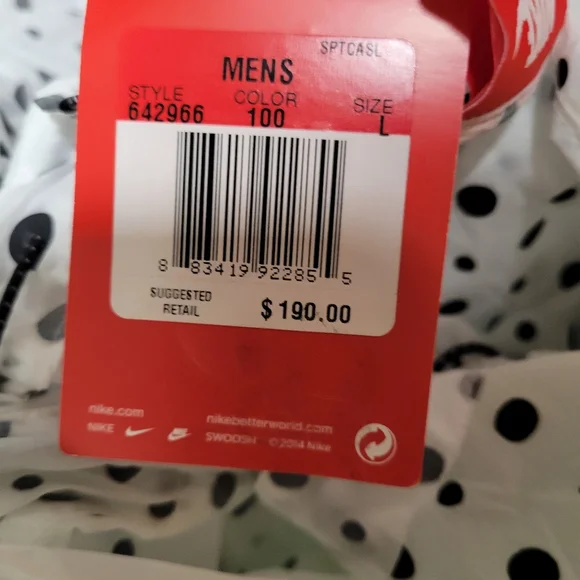 SPTCASL
MENS
STYLE COLOR SIZE
642966 100 L
8 83419 92285 5
SUGGESTED
RETAIL
$190.00
nike.com
nikebetterworld.com
NIKE
SWOOSH ©2014 Nike